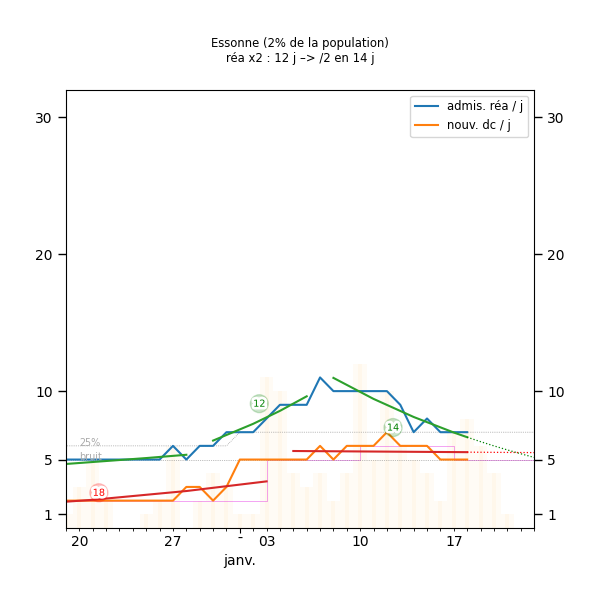 Essonne (2% de la population)
réa x2 : 12 j –> /2 en 14 j
admis. réa / j
nouv. dc / j
30 30
20 20
10 10
12
14
25%
bruit
5 5
18
1 1
20 27 - 03 10 17
janv.